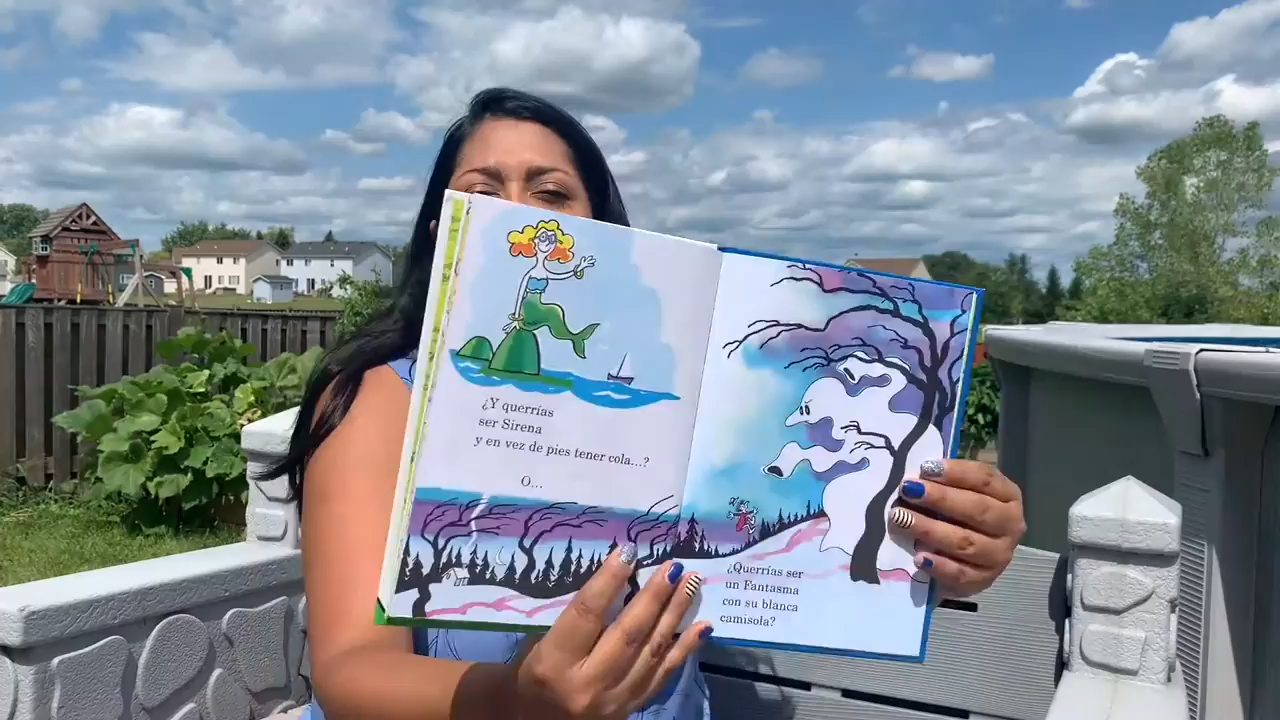 ¿Y querrías
ser Sirena
y en vez de pies tener cola...?
O...
¿Querrías ser
un Fantasma
con su blanca
camisola?